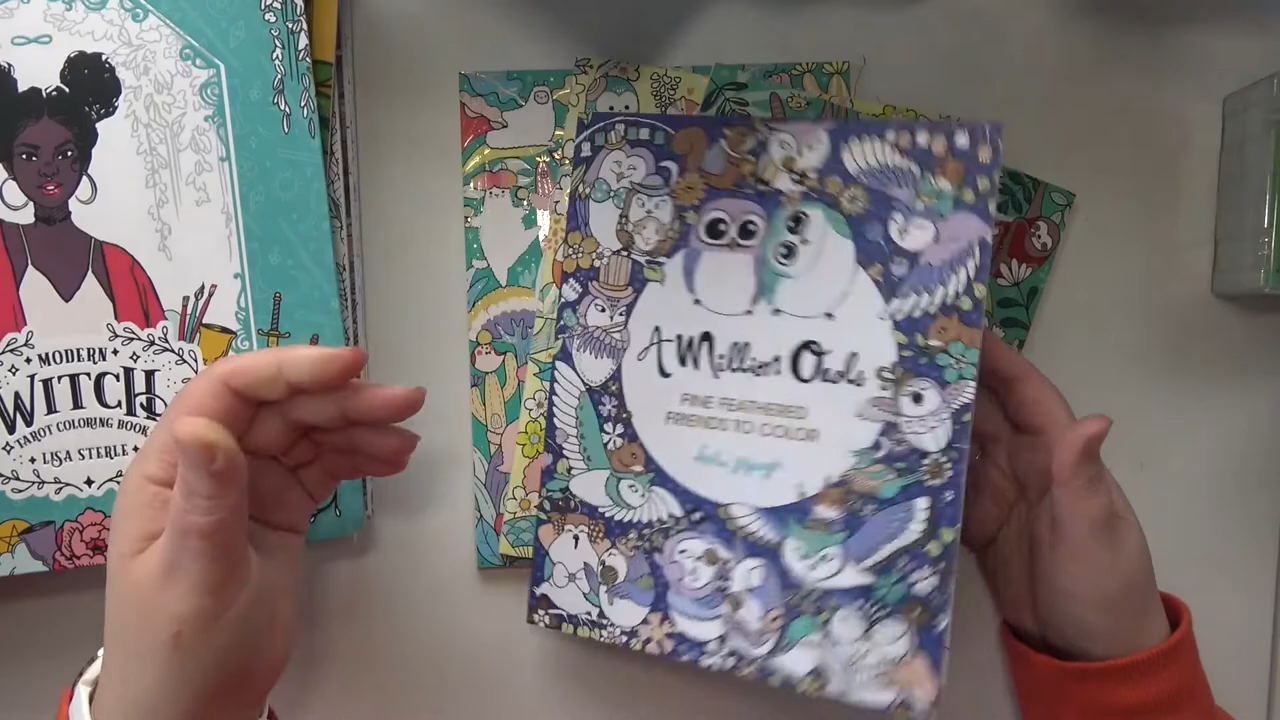 MODERN
WITCH
TAROT COLORING BOOK
LISA STERLE
A Million Owls
FINE FEATHERED
FRIENDS TO COLOR